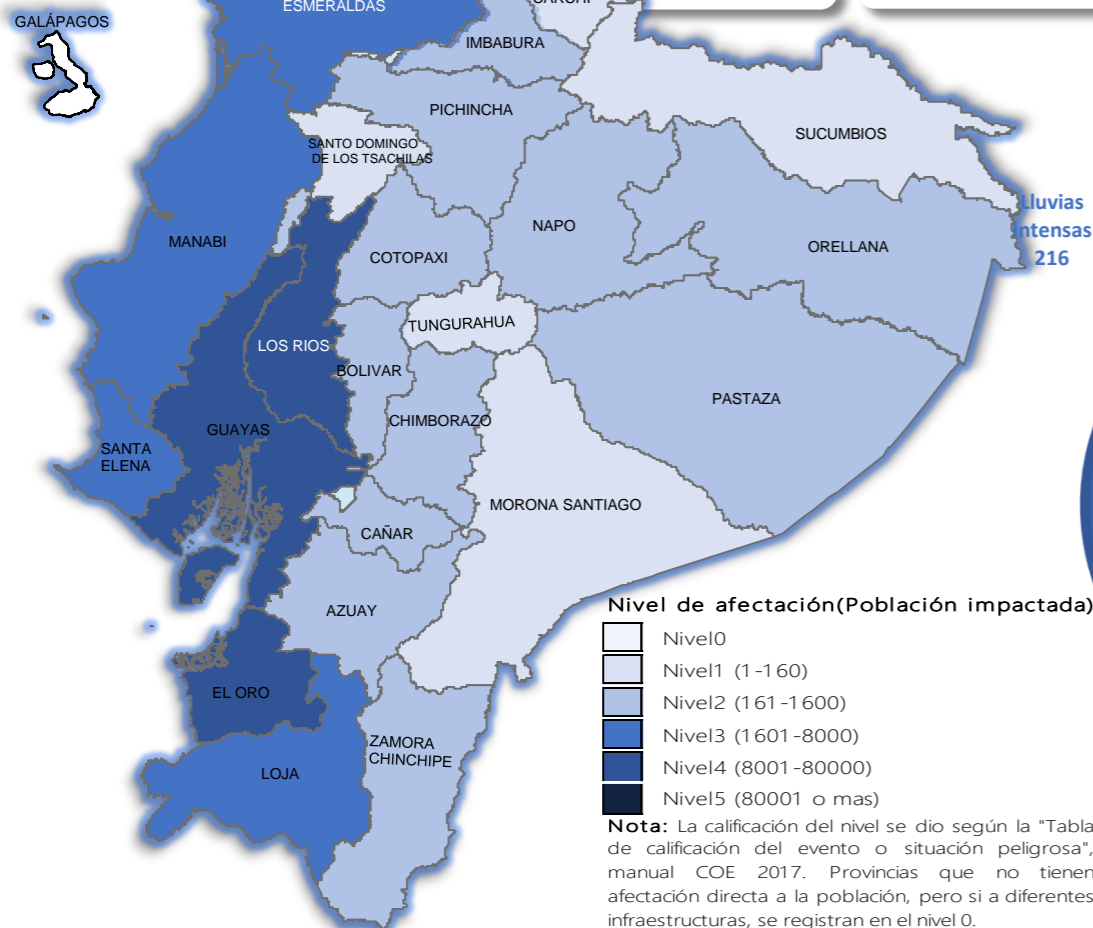 ESMERALDAS
CARCHI
GALÁPAGOS
IMBABURA
PICHINCHA
SUCUMBIOS
SANTO DOMINGO
DE LOS TSACHILAS
Lluvias
Intensas
216
NAPO
MANABI
ORELLANA
COTOPAXI
TUNGURAHUA
LOS RIOS
BOLIVAR
PASTAZA
CHIMBORAZO
GUAYAS
SANTA
ELENA
MORONA SANTIAGO
CAÑAR
AZUAY
EL ORO
ZAMORA
CHINCHIPE
LOJA
Nivel de afectación(Población impactada)
Nivel0
Nivel1 (1-160)
Nivel2 (161-1600)
Nivel3 (1601-8000)
Nivel4 (8001-80000)
Nivel5 (80001 o mas)
Nota: La calificación del nivel se dio según la "Tabla
de calificación del evento o situación peligrosa",
manual COE 2017. Provincias que no tienen
afectación directa a la población, pero si a diferentes
infraestructuras, se registran en el nivel 0.